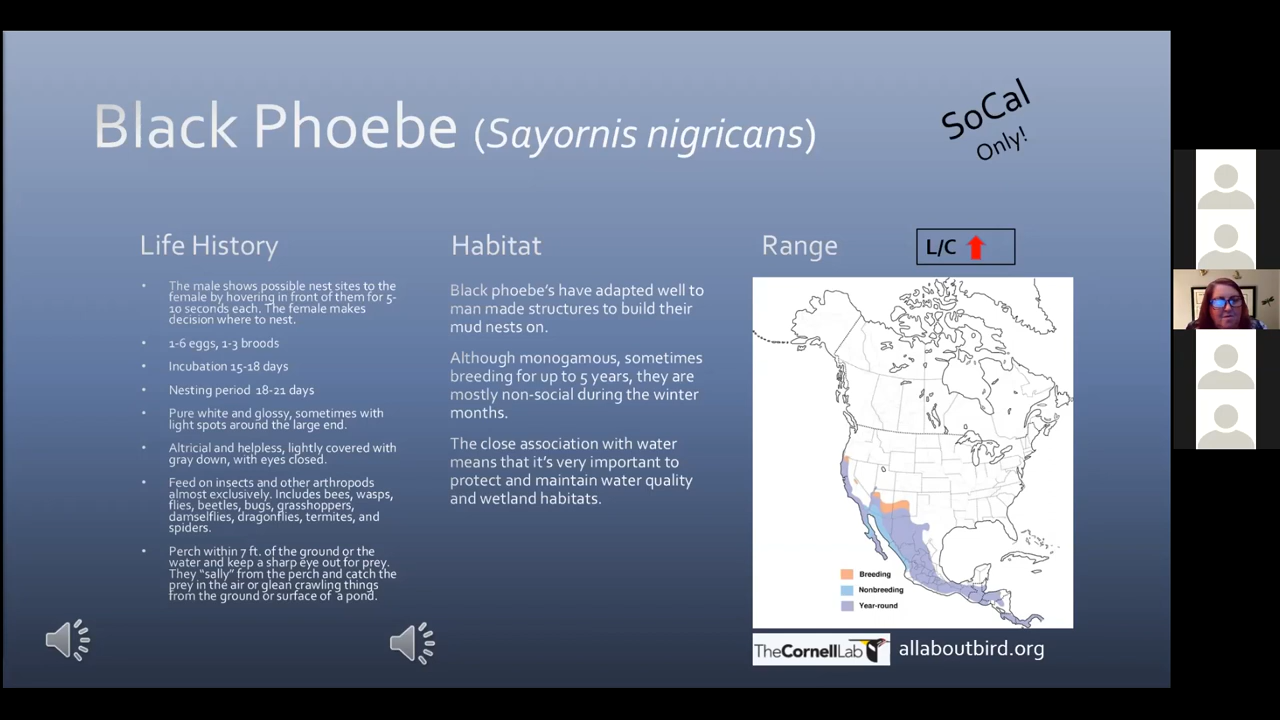 Black Phoebe (Sayornis nigricans)
SoCal
Only!
Life History
The male shows possible nest sites to the
female by hovering in front of them for 5-
10 seconds each. The female makes
decision where to nest.
1-6 eggs, 1-3 broods
Incubation 15-18 days
Nesting period 18-21 days
Pure white and glossy, sometimes with
light spots around the large end.
Altricial and helpless, lightly covered with
gray down, with eyes closed.
Feed on insects and other arthropods
almost exclusively. Includes bees, wasps,
flies, beetles, bugs, grasshoppers,
damselflies, dragonflies, termites, and
spiders.
Perch within 7 ft. of the ground or the
water and keep a sharp eye out for prey.
They "sally" from the perch and catch the
prey in the air or glean crawling things
from the ground or surface of a pond.
Habitat
Black phoebe's have adapted well to
man made structures to build their
mud nests on.
Although monogamous, sometimes
breeding for up to 5 years, they are
mostly non-social during the winter
months.
The close association with water
means that it's very important to
protect and maintain water quality
and wetland habitats.
Range
L/C
Breeding
Nonbreeding
Year-round
TheCornellLab
allaboutbird.org